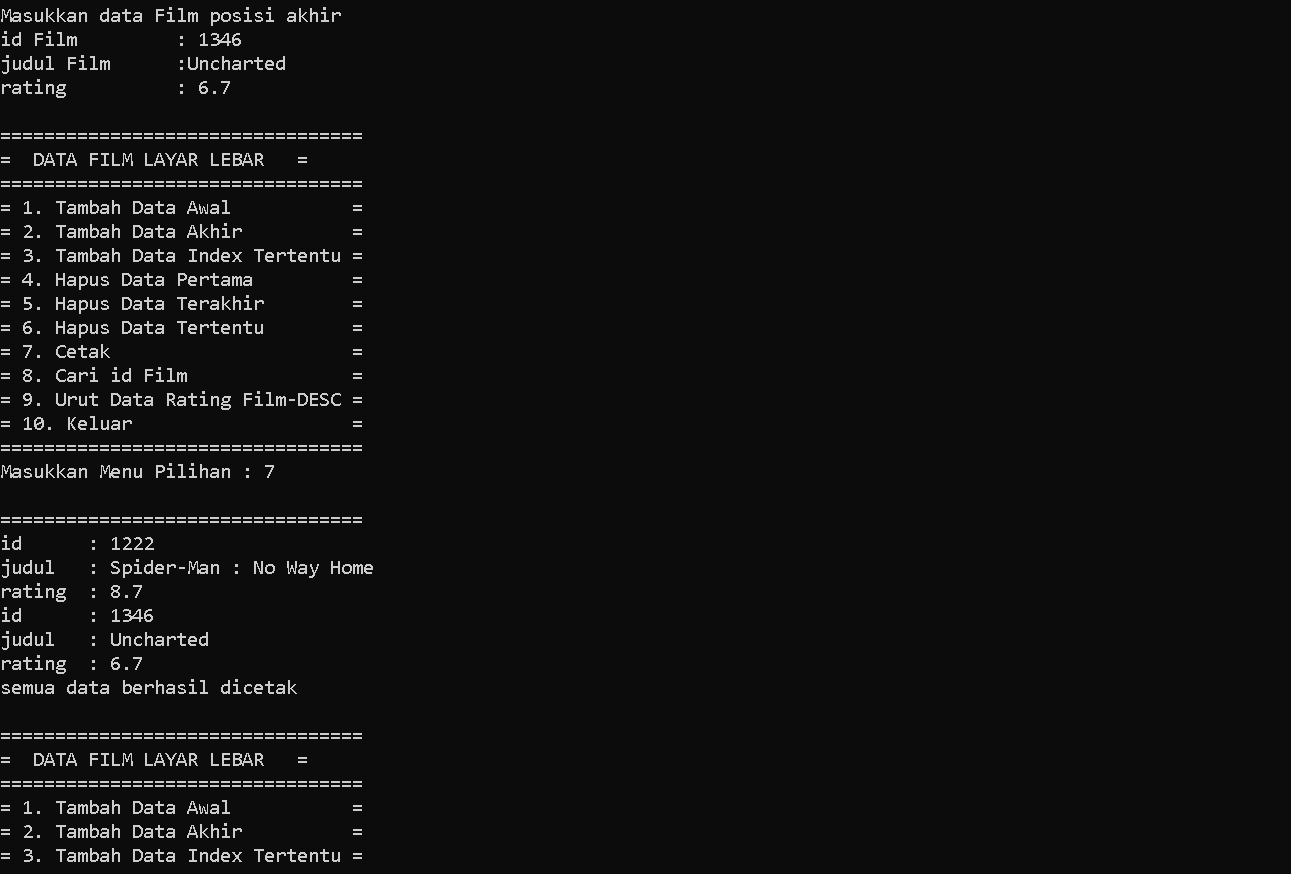 Masukkan data Film posisi akhir
id Film         : 1346
judul Film      :Uncharted
rating          : 6.7
=================================
=  DATA FILM LAYAR LEBAR   =
=================================
= 1. Tambah Data Awal           =
= 2. Tambah Data Akhir          =
= 3. Tambah Data Index Tertentu =
= 4. Hapus Data Pertama         =
= 5. Hapus Data Terakhir        =
= 6. Hapus Data Tertentu        =
= 7. Cetak                      =
= 8. Cari id Film               =
= 9. Urut Data Rating Film-DESC =
= 10. Keluar                    =
=================================
Masukkan Menu Pilihan : 7
=================================
id      : 1222
judul   : Spider-Man : No Way Home
rating  : 8.7
id      : 1346
judul   : Uncharted
rating  : 6.7
semua data berhasil dicetak
=================================
=  DATA FILM LAYAR LEBAR   =
=================================
= 1. Tambah Data Awal           =
= 2. Tambah Data Akhir          =
= 3. Tambah Data Index Tertentu =